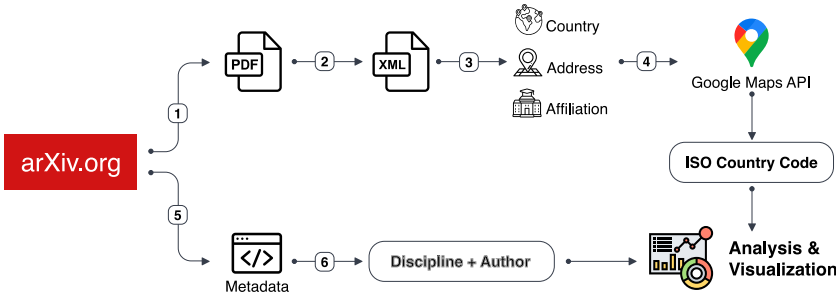 arXiv.org
1
PDF
2
XML
3
Country
Address
Affiliation
4
Google Maps API
ISO Country Code
5
</>
Metadata
6
Discipline + Author
Analysis &
Visualization